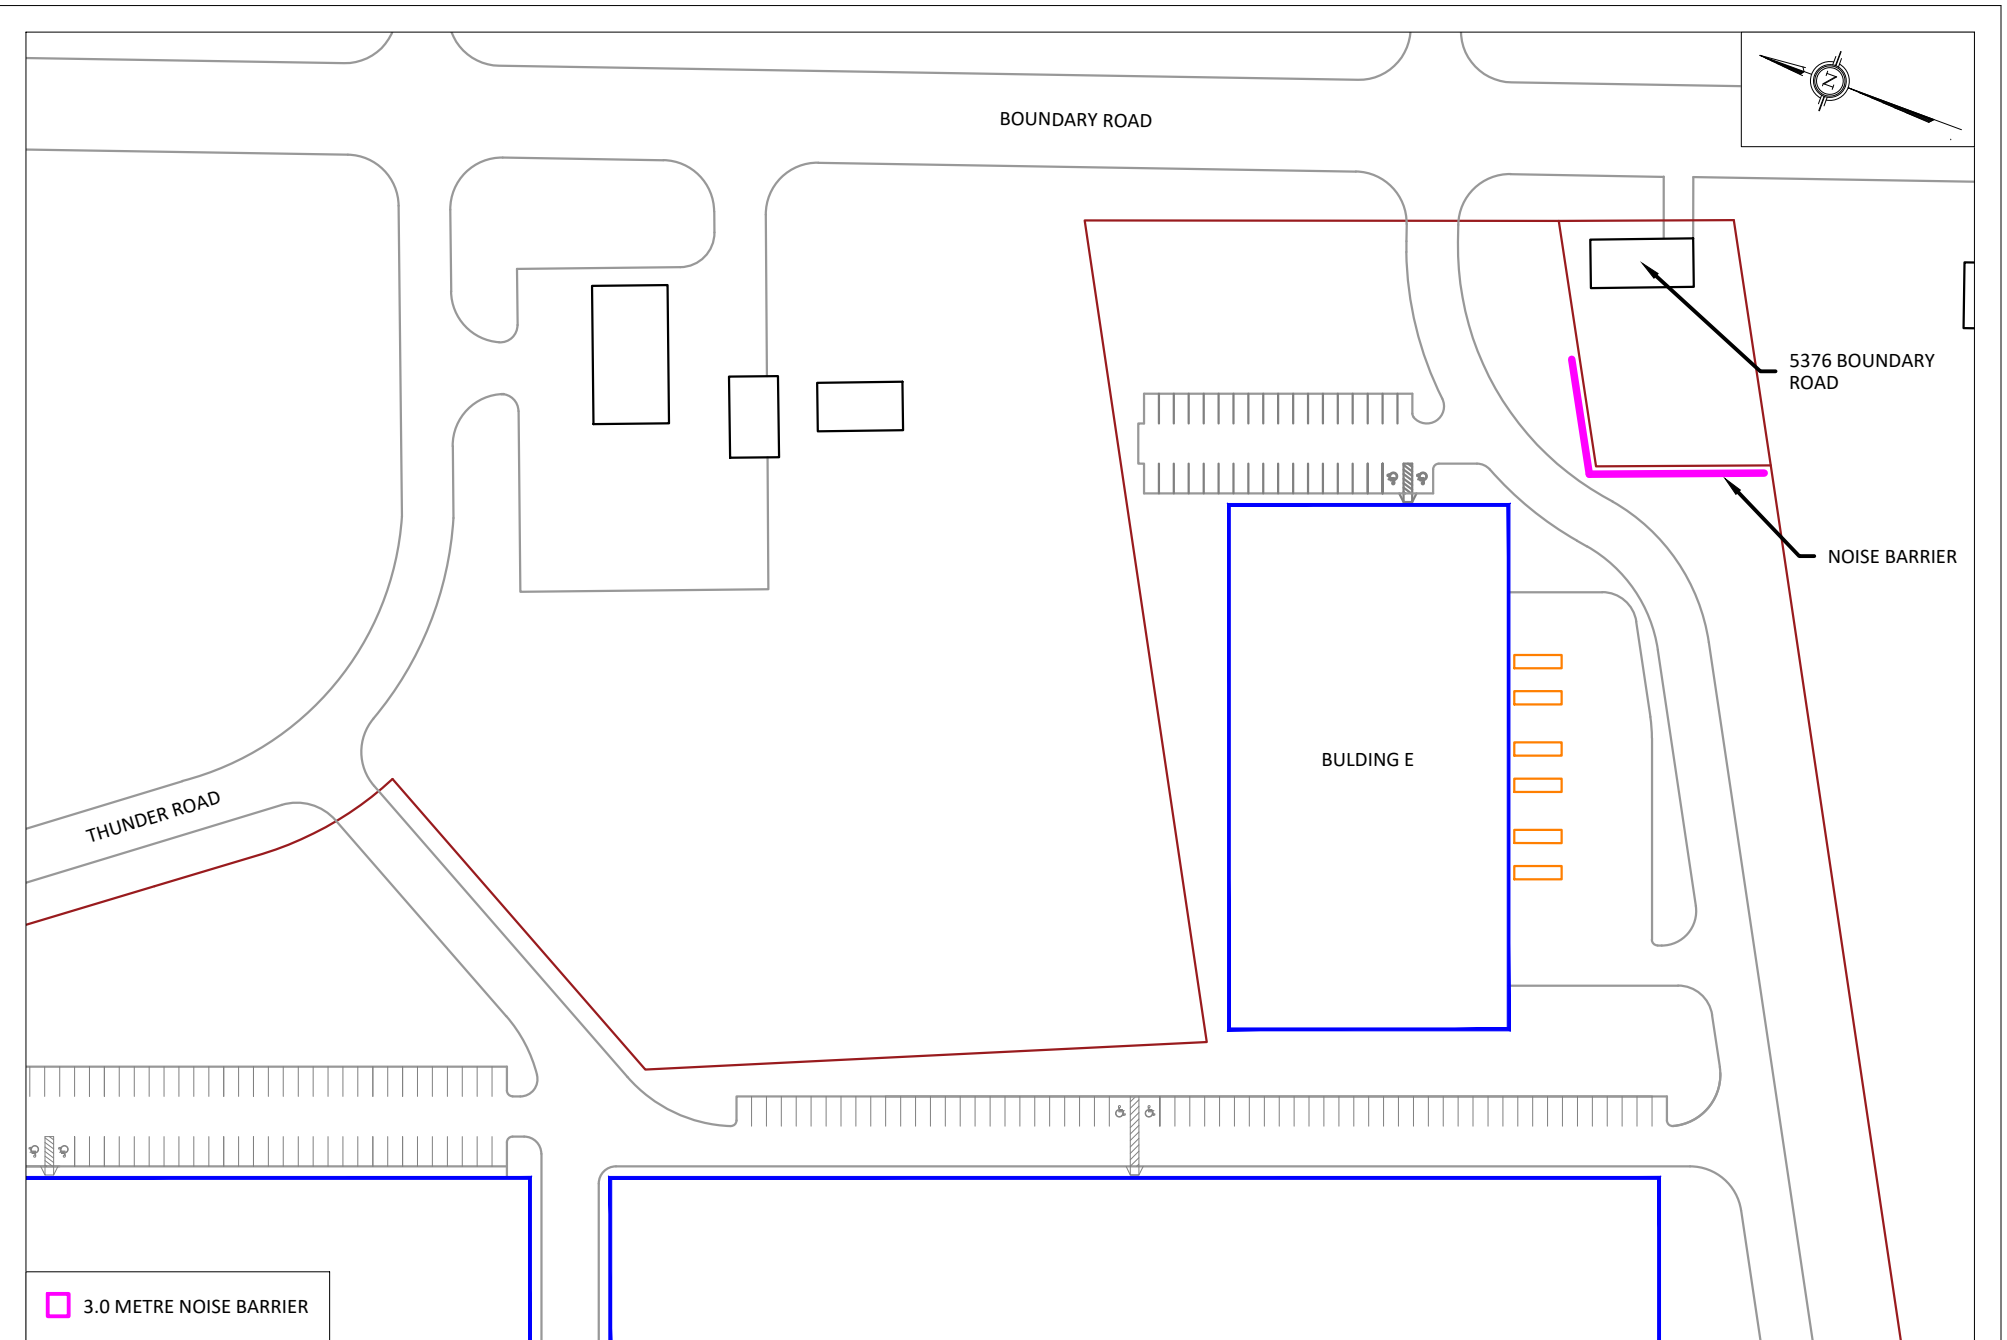 BOUNDARY ROAD
N
5376 BOUNDARY
ROAD
NOISE BARRIER
BULDING E
THUNDER ROAD
3.0 METRE NOISE BARRIER